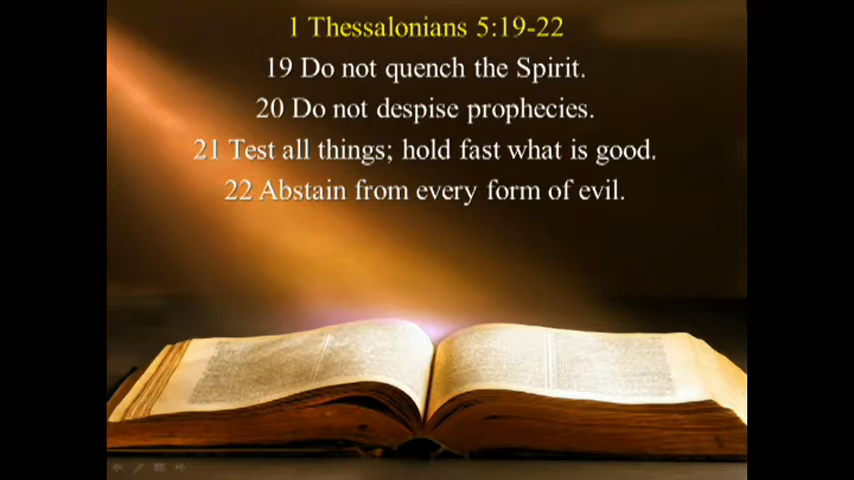 1 Thessalonians 5:19-22
19 Do not quench the Spirit.
20 Do not despise prophecies.
21 Test all things; hold fast what is good.
22 Abstain from every form of evil.